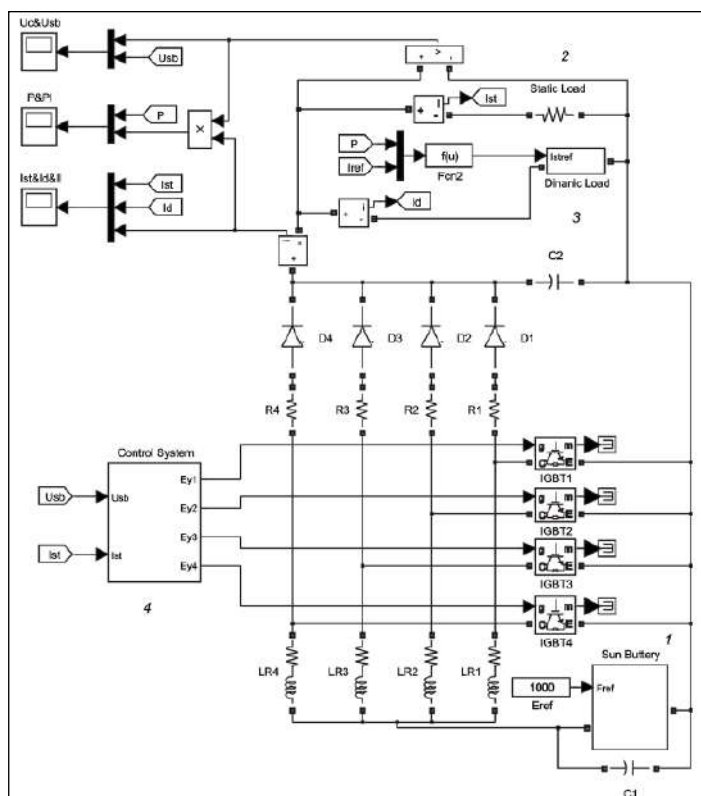 Uc&Usb
Usb
2
P&PI
P
X
Static Load
Ist
+
-
I
P
Iref
f(u)
Fcn2
Istref
Dinanic Load
Ist&Id&Il
Ist
Id
Id
+
-
i
3
C2
D4
D3
D2
D1
R4
R3
R2
R1
Control System
Usb
Usb
Ist
Ist
Ey1
Ey2
Ey3
Ey4
4
g
m
C
E
IGBT1
g
m
C
E
IGBT2
g
m
C
E
IGBT3
g
m
C
E
IGBT4
1
LR4
LR3
LR2
LR1
Sun Buttery
1000
Eref
Fref
C1